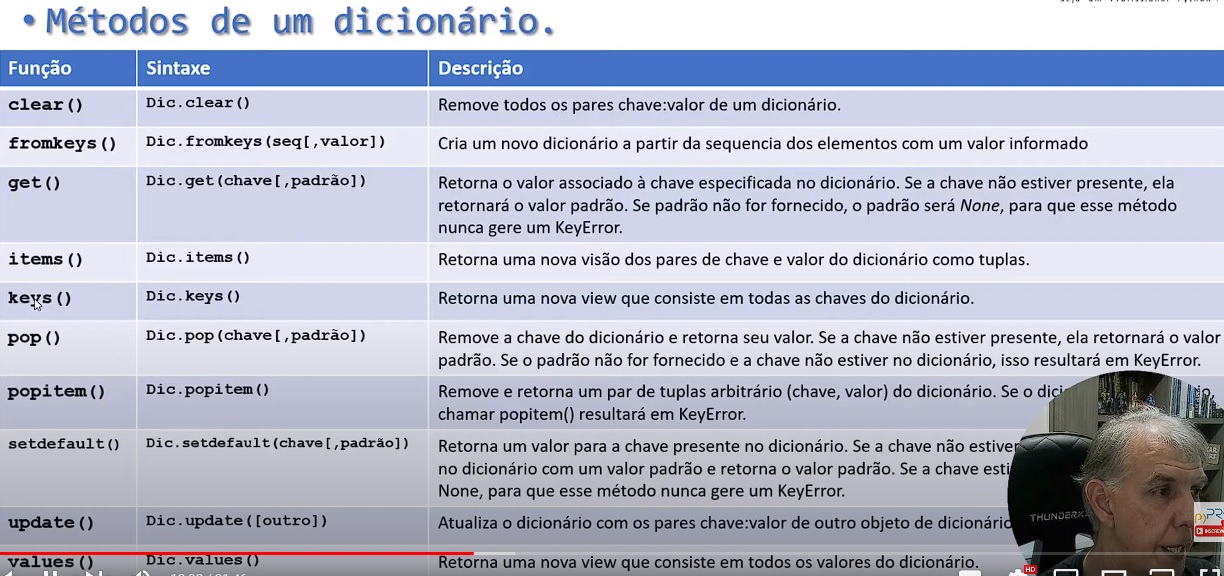 • Métodos de um dicionário.
Função Sintaxe Descrição
clear() Dic.clear() Remove todos os pares chave:valor de um dicionário.
fromkeys() Dic.fromkeys(seq[,valor]) Cria um novo dicionário a partir da sequencia dos elementos com um valor informado
get() Dic.get(chave[,padrão]) Retorna o valor associado à chave especificada no dicionário. Se a chave não estiver presente, ela
retornará o valor padrão. Se padrão não for fornecido, o padrão será None, para que esse método
nunca gere um KeyError.
items() Dic.items() Retorna uma nova visão dos pares de chave e valor do dicionário como tuplas.
keys() Dic.keys() Retorna uma nova view que consiste em todas as chaves do dicionário.
pop() Dic.pop(chave[,padrão]) Remove a chave do dicionário e retorna seu valor. Se a chave não estiver presente, ela retornará o valor
padrão. Se o padrão não for fornecido e a chave não estiver no dicionário, isso resultará em KeyError.
popitem() Dic.popitem() Remove e retorna um par de tuplas arbitrário (chave, valor) do dicionário. Se o
chamar popitem() resultará em KeyError.
setdefault() Dic.setdefault(chave[,padrão]) Retorna um valor para a chave presente no dicionário. Se a chave não estiver
no dicionário com um valor padrão e retorna o valor padrão. Se a chave
None, para que esse método nunca gere um KeyError.
update() Dic.update([outro]) Atualiza o dicionário com os pares chave:valor de outro objeto de dicionário
values() Dic.values() Retorna uma nova view que consiste em todos os valores do dicionário.
THUNDERX
HD